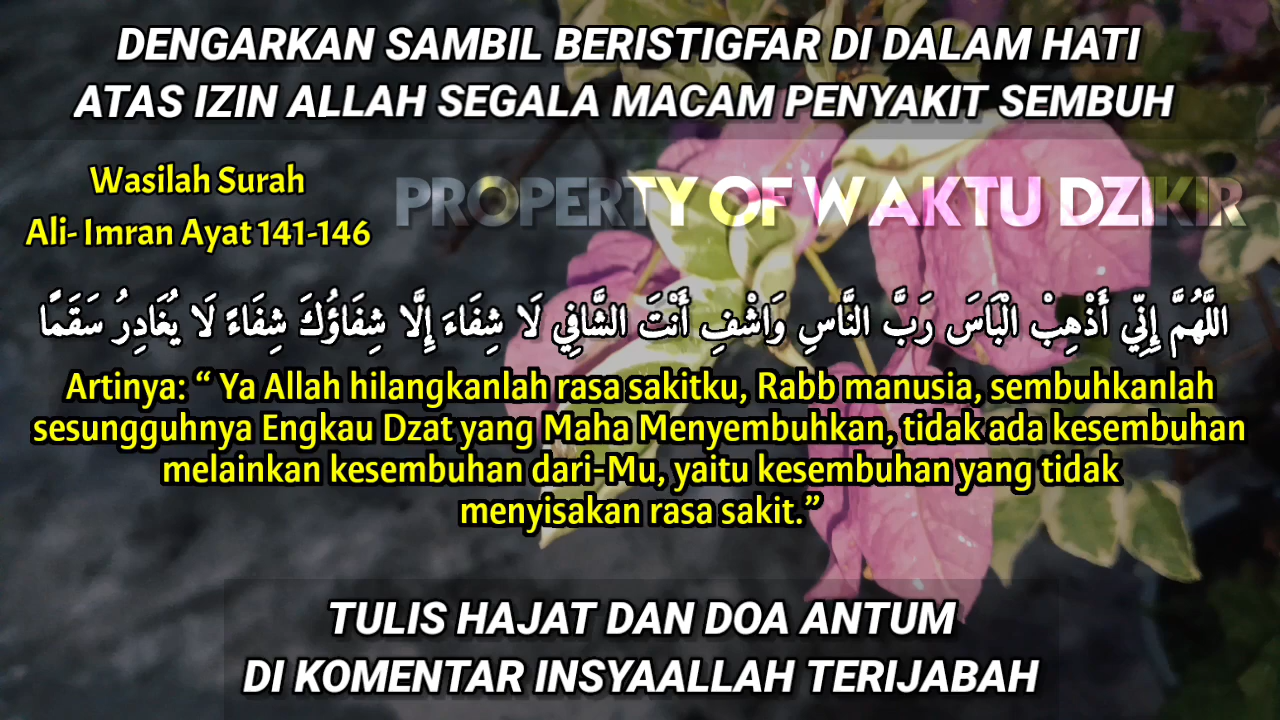 DENGARKAN SAMBIL BERISTIGFAR DI DALAM HATI
ATAS IZIN ALLAH SEGALA MACAM PENYAKIT SEMBUH
Wasilah Surah
Ali- Imran Ayat 141-146
PROPERTY OF WAKTU DZIKIR
اللَّهُمَّ إِنِّي أَذْهِبْ الْبَاسَ رَبَّ النَّاسِ وَاشْفِ أَنْتَ الشَّافِي لَا شِفَاءَ إِلَّا شِفَاؤُكَ شِفَاءً لَا يُغَادِرُ سَقَمًا
Artinya: “ Ya Allah hilangkanlah rasa sakitku, Rabb manusia, sembuhkanlah
sesungguhnya Engkau Dzat yang Maha Menyembuhkan, tidak ada kesembuhan
melainkan kesembuhan dari-Mu, yaitu kesembuhan yang tidak
menyisakan rasa sakit.”
TULIS HAJAT DAN DOA ANTUM
DI KOMENTAR INSYAALLAH TERIJABAH